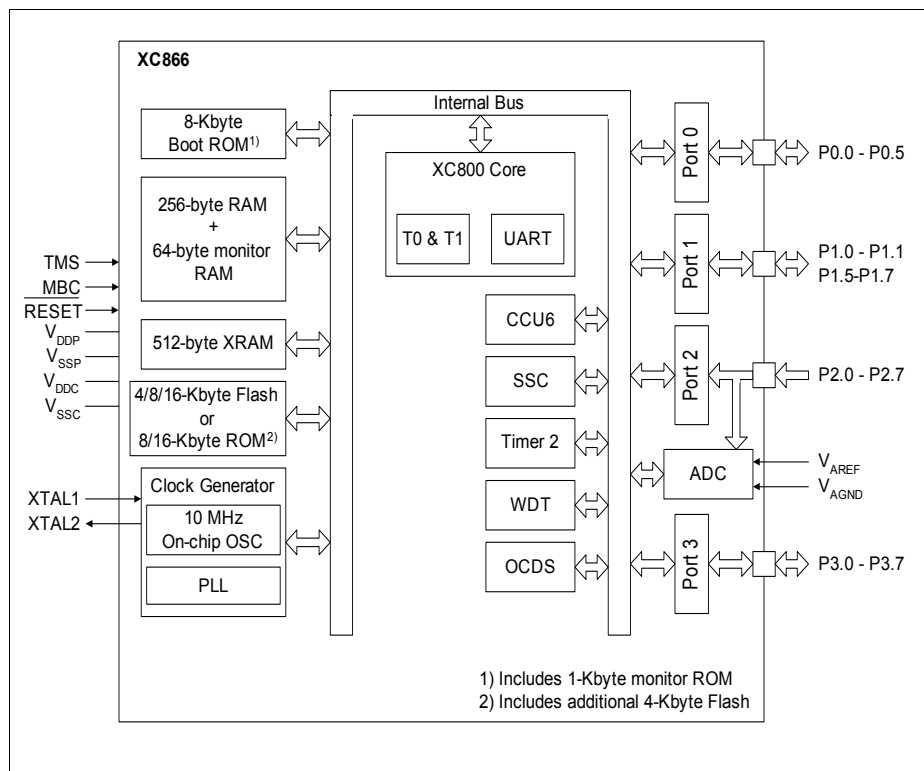 XC866
Internal Bus
8-Kbyte
Boot ROM1)
256-byte RAM
+
64-byte monitor
RAM
512-byte XRAM
4/8/16-Kbyte Flash
or
8/16-Kbyte ROM2)
Clock Generator
10 MHz
On-chip OSC
PLL
TMS
MBC
RESET
VDDP
VSSP
VDDC
VSSC
XTAL1
XTAL2
XC800 Core
T0 & T1
UART
CCU6
SSC
Timer 2
WDT
OCDS
Port 0
Port 1
Port 2
ADC
Port 3
P0.0 - P0.5
P1.0 - P1.1
P1.5-P1.7
P2.0 - P2.7
VAREF
VAGND
P3.0 - P3.7
1) Includes 1-Kbyte monitor ROM
2) Includes additional 4-Kbyte Flash